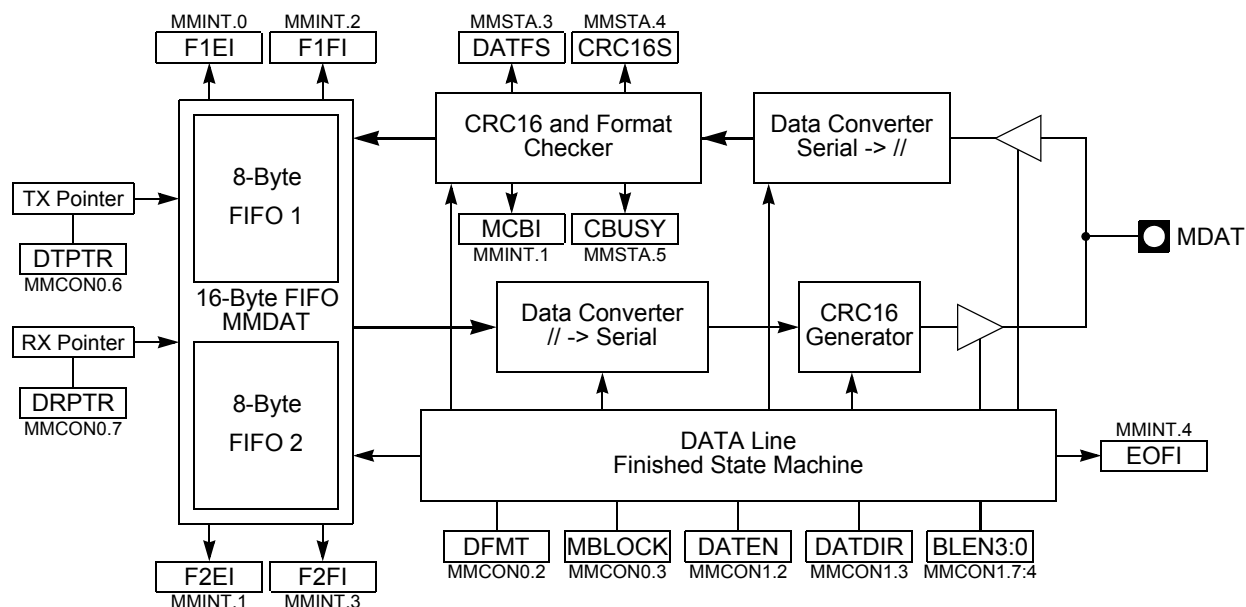 MMINT.0
MMINT.2
MMSTA.3
MMSTA.4
F1EI
F1FI
DATFS
CRC16S
8-Byte
FIFO 1
CRC16 and Format
Checker
Data Converter
Serial -> //
TX Pointer
DTPTR
MMCON0.6
MCBI
MMINT.1
CBUSY
MMSTA.5
MDAT
16-Byte FIFO
MMDAT
Data Converter
// -> Serial
CRC16
Generator
RX Pointer
DRPTR
MMCON0.7
8-Byte
FIFO 2
DATA Line
Finished State Machine
MMINT.4
EOFI
DFMT
MBLOCK
DATEN
DATDIR
BLEN3:0
MMCON0.2
MMCON0.3
MMCON1.2
MMCON1.3
MMCON1.7:4
F2EI
F2FI
MMINT.1
MMINT.3